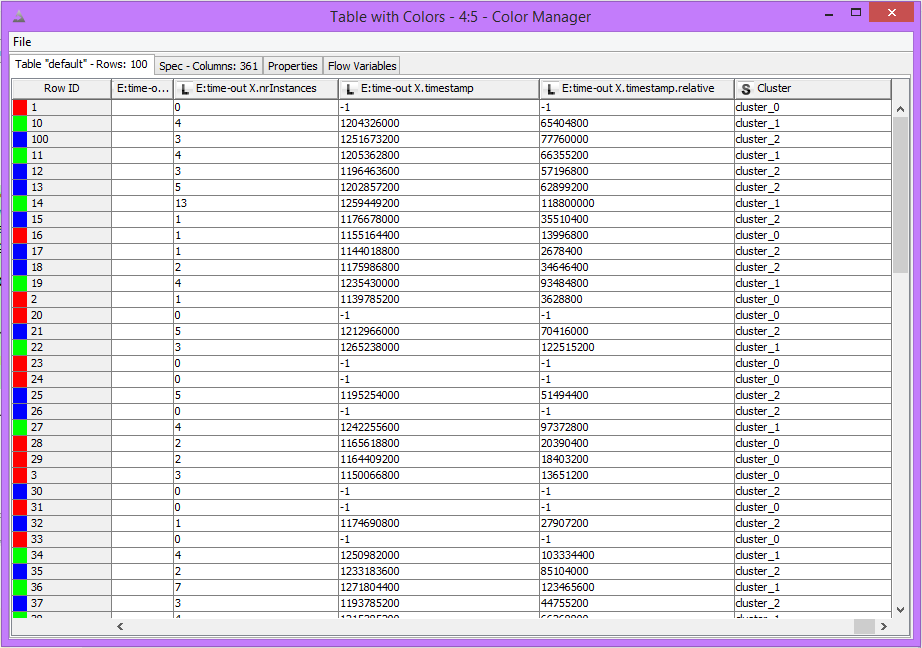 Table with Colors - 4:5 - Color Manager
File
Table "default" - Rows: 100 Spec - Columns: 361 Properties Flow Variables
Row ID E:time-o... L E:time-out X.nrInstances L E:time-out X.timestamp L E:time-out X.timestamp.relative S Cluster
1 0 -1 -1 cluster_0
10 4 1204326000 65404800 cluster_1
100 3 1251673200 77760000 cluster_2
11 4 1205362800 66355200 cluster_1
12 3 1196463600 57196800 cluster_2
13 5 1202857200 62899200 cluster_2
14 13 1259449200 118800000 cluster_1
15 1 1176678000 35510400 cluster_2
16 1 1155164400 13996800 cluster_0
17 1 1144018800 2678400 cluster_2
18 2 1175986800 34646400 cluster_2
19 4 1235430000 93484800 cluster_1
2 1 1139785200 3628800 cluster_0
20 0 -1 -1 cluster_0
21 5 1212966000 70416000 cluster_2
22 3 1265238000 122515200 cluster_1
23 0 -1 -1 cluster_0
24 0 -1 -1 cluster_0
25 5 1195254000 51494400 cluster_2
26 0 -1 -1 cluster_2
27 4 1242255600 97372800 cluster_1
28 2 1165618800 20390400 cluster_0
29 2 1164409200 18403200 cluster_0
3 3 1150066800 13651200 cluster_0
30 0 -1 -1 cluster_2
31 0 -1 -1 cluster_0
32 1 1174690800 27907200 cluster_2
33 0 -1 -1 cluster_0
34 4 1250982000 103334400 cluster_1
35 2 1233183600 85104000 cluster_2
36 7 1271804400 123465600 cluster_1
37 3 1193785200 44755200 cluster_2